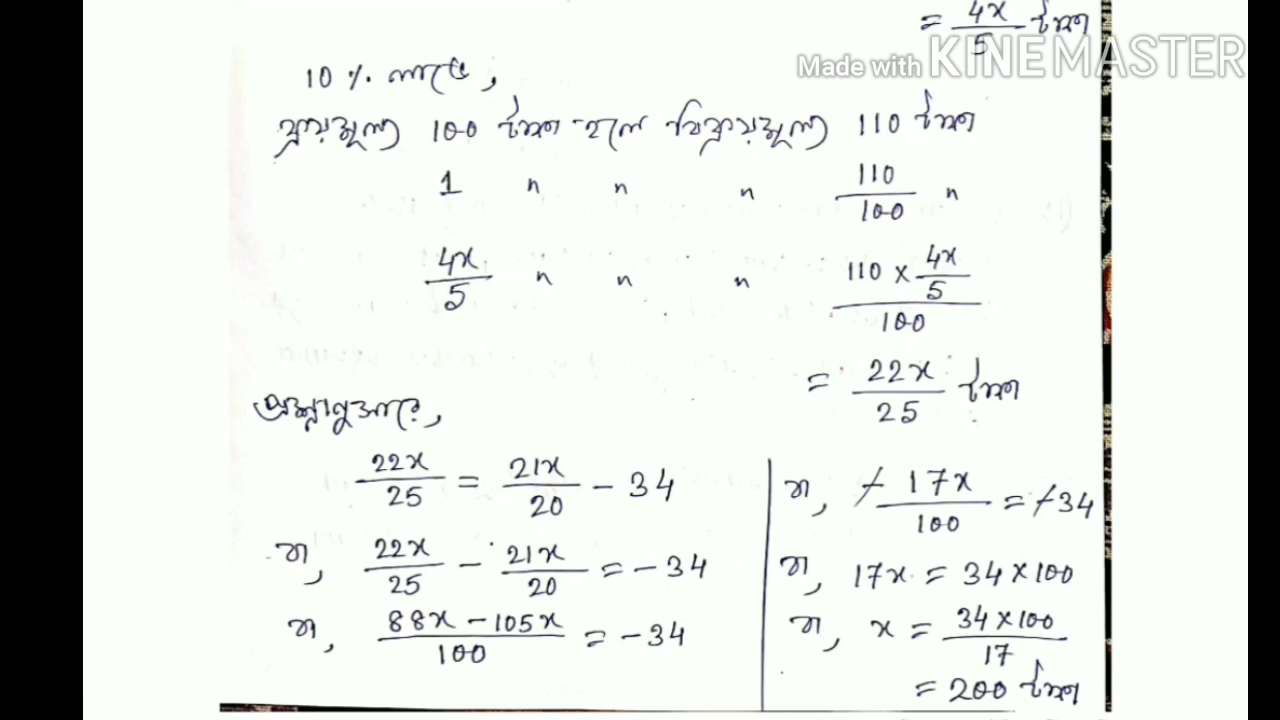 = 4x/5 টাকা
Made with KINEMASTER
10 % লাভে,
ক্রয়মূল্য 100 টাকা হলে বিক্রয়মূল্য 110 টাকা
1 " " " 110/100 "
4x/5 " " " (110 × 4x/5)/100
= 22x/25 টাকা
প্রশ্নানুসারে,
22x/25 = 21x/20 - 34
বা, 22x/25 - 21x/20 = -34
বা, (88x - 105x)/100 = -34
বা, - 17x/100 = -34
বা, 17x = 34 × 100
বা, x = (34 × 100)/17
= 200 টাকা